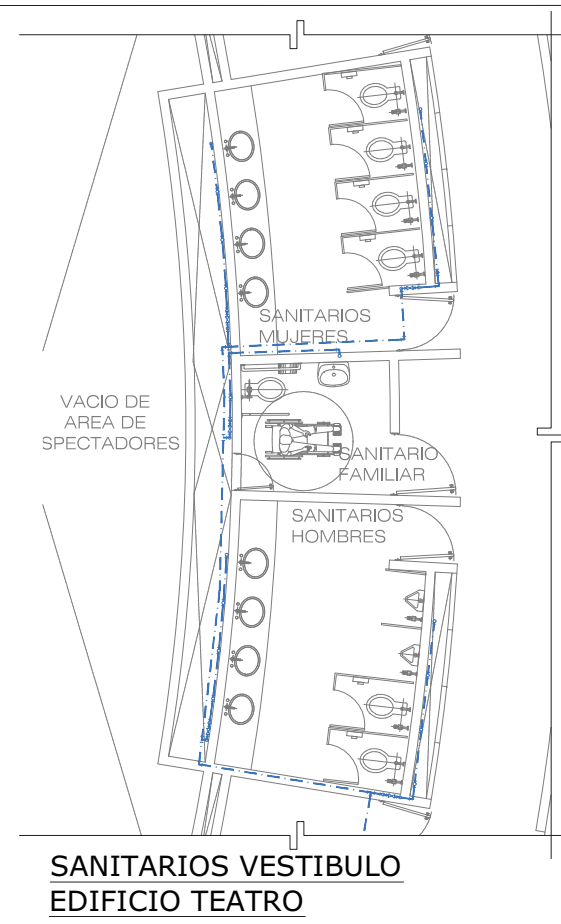 SANITARIOS
MUJERES
VACIO DE
AREA DE
SPECTADORES
SANITARIO
FAMILIAR
SANITARIOS
HOMBRES
SANITARIOS VESTIBULO
EDIFICIO TEATRO